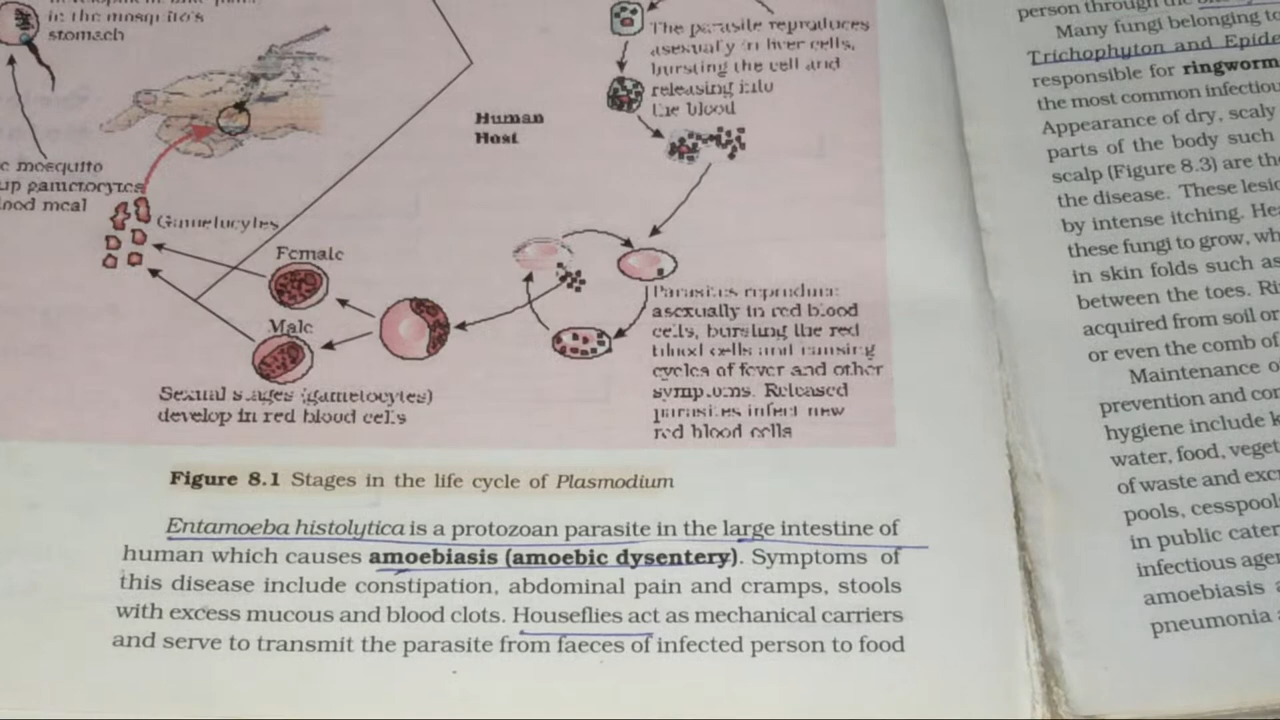 in the mosquito's
stomach
mosquito
up gametocytes
blood meal
Gametocytes
Female
Male
Sexual stages (gametocytes)
develop in red blood cells
Human
Host
The parasite reproduces
asexually in liver cells,
bursting the cell and
releasing into
the blood
Parasites reproduce
asexually in red blood
cells, bursting the red
blood cells and causing
cycles of fever and other
symptoms. Released
parasites infect new
red blood cells
Figure 8.1 Stages in the life cycle of Plasmodium
Entamoeba histolytica is a protozoan parasite in the large intestine of
human which causes amoebiasis (amoebic dysentery). Symptoms of
this disease include constipation, abdominal pain and cramps, stools
with excess mucous and blood clots. Houseflies act as mechanical carriers
and serve to transmit the parasite from faeces of infected person to food
person through the
Many fungi belonging to
Trichophyton and Epide
responsible for ringworm
the most common infectiou
Appearance of dry, scaly
parts of the body such
scalp (Figure 8.3) are the
the disease. These lesio
by intense itching. Hea
these fungi to grow, wh
in skin folds such as
between the toes. Ri
acquired from soil or
or even the comb of
Maintenance o
prevention and con
hygiene include k
water, food, veget
of waste and excr
pools, cesspool
in public cater
infectious agen
amoebiasis
pneumonia